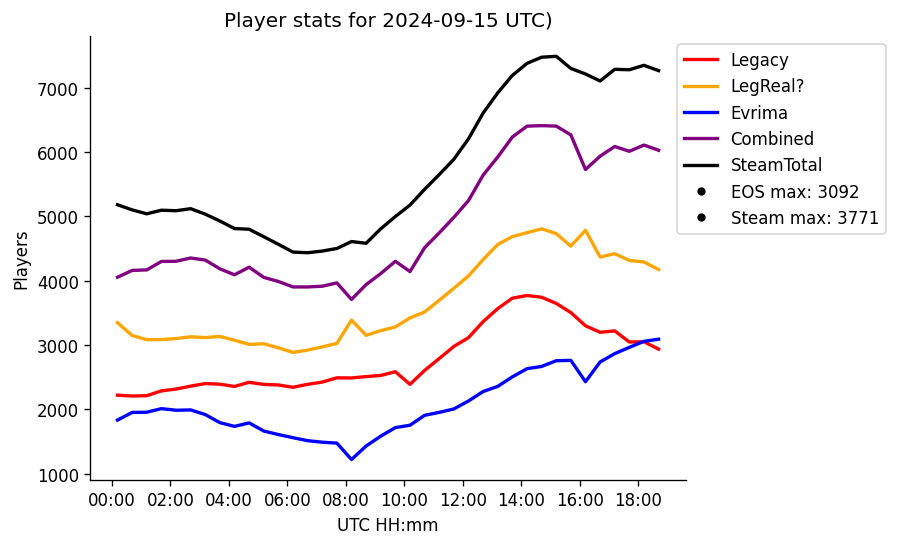 Player stats for 2024-09-15 UTC)
Players
7000
6000
5000
4000
3000
2000
1000
00:00 02:00 04:00 06:00 08:00 10:00 12:00 14:00 16:00 18:00
UTC HH:mm
Legacy
LegReal?
Evrima
Combined
SteamTotal
EOS max: 3092
Steam max: 3771